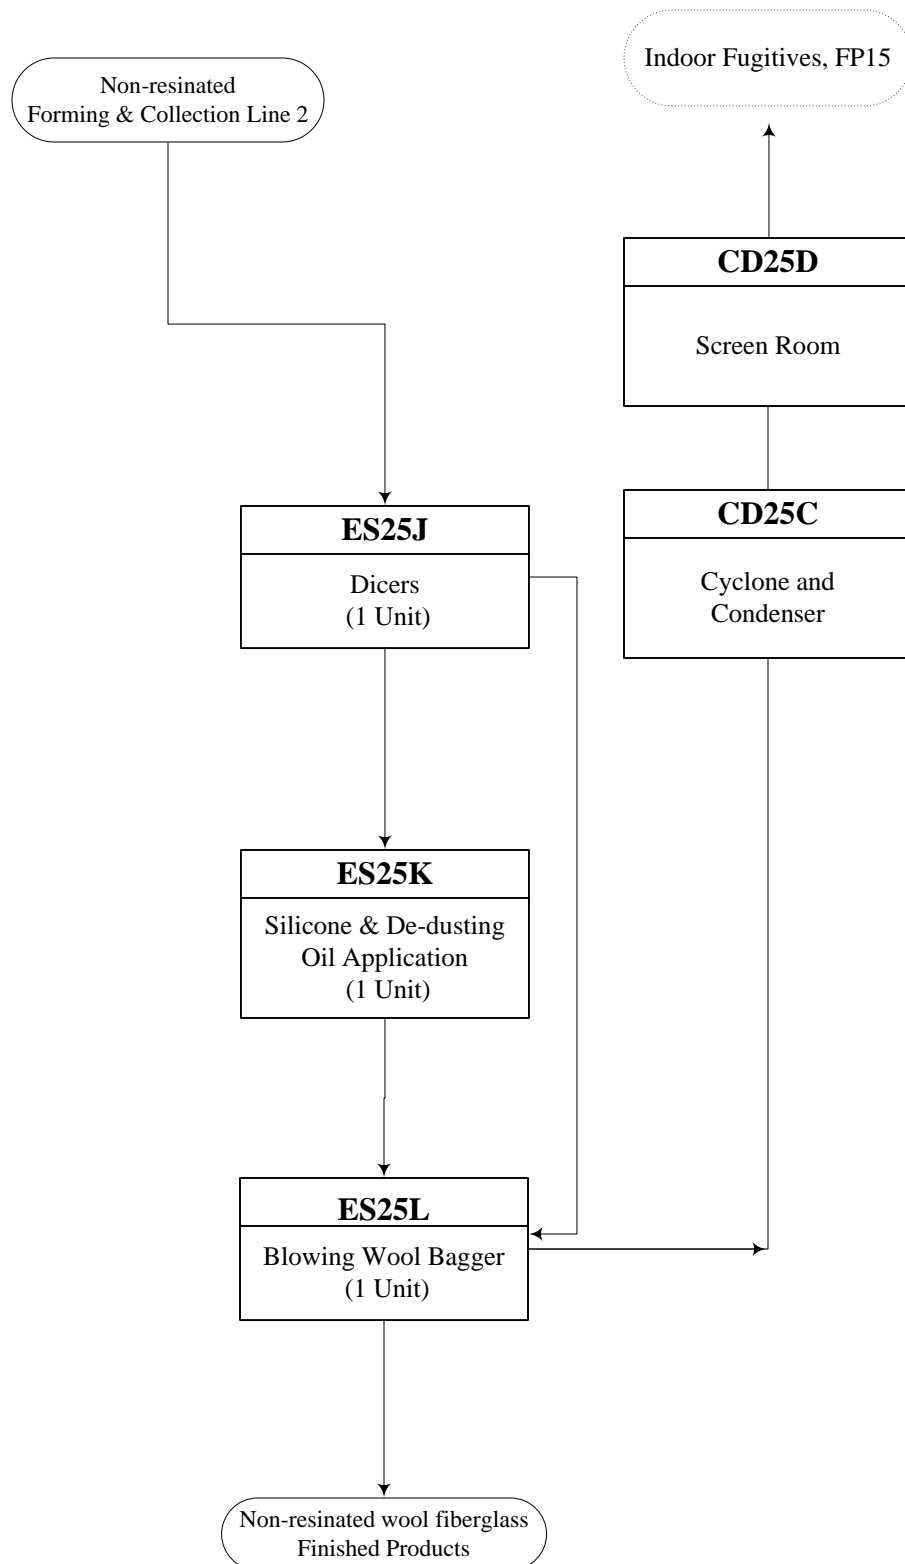 Indoor Fugitives, FP15
Non-resinated
Forming & Collection Line 2
CD25D
Screen Room
CD25C
Cyclone and
Condenser
ES25J
Dicers
(1 Unit)
ES25K
Silicone & De-dusting
Oil Application
(1 Unit)
ES25L
Blowing Wool Bagger
(1 Unit)
Non-resinated wool fiberglass
Finished Products